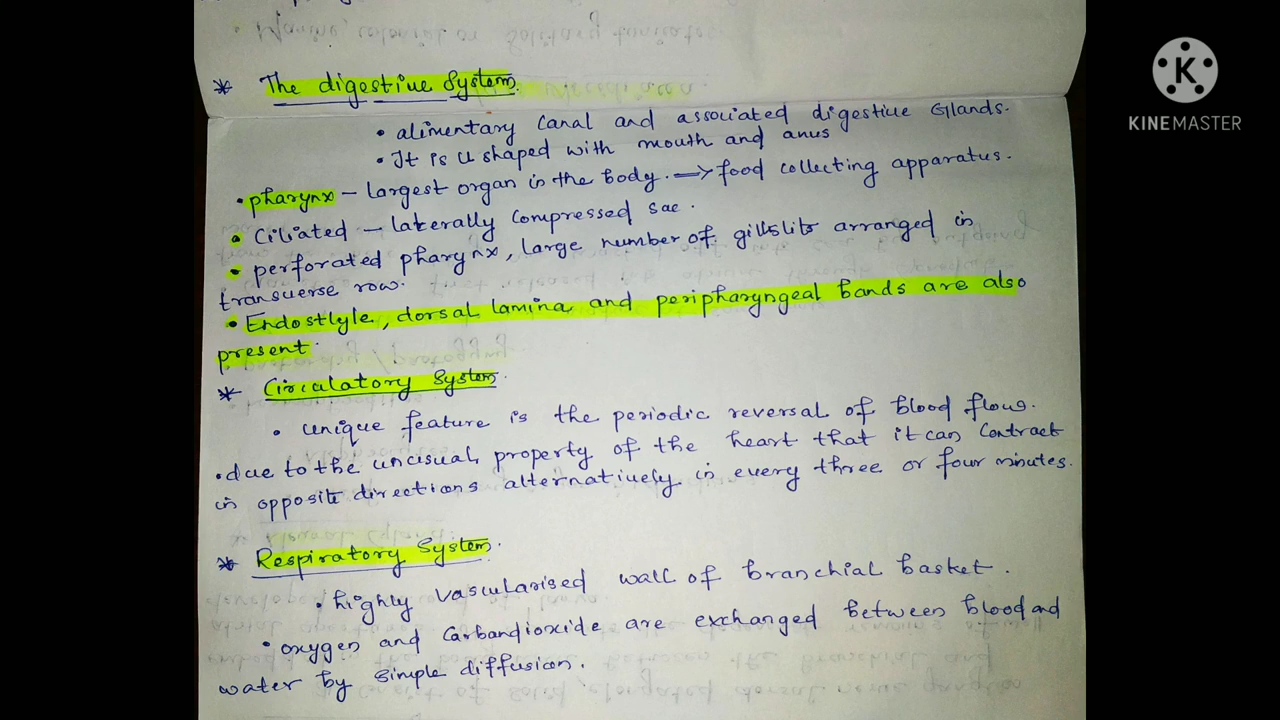 * The digestive System.
• alimentary Canal and associated digestive Glands.
• It is U shaped with mouth and anus
• pharynx – largest organ in the body. → food collecting apparatus.
• Ciliated – laterally compressed sac.
• perforated pharynx, large number of gillslits arranged in
transverse row.
• Endostlyle, dorsal lamina, and peripharyngeal bands are also
present.
* Circulatory System.
• unique feature is the periodic reversal of blood flow.
• due to the unusual property of the heart that it can Contract
in opposite directions alternatively in every three or four minutes.
* Respiratory System.
• highly vascularised wall of branchial basket.
• oxygen and Carbondioxide are exchanged between blood and
water by simple diffusion.
K
KINEMASTER